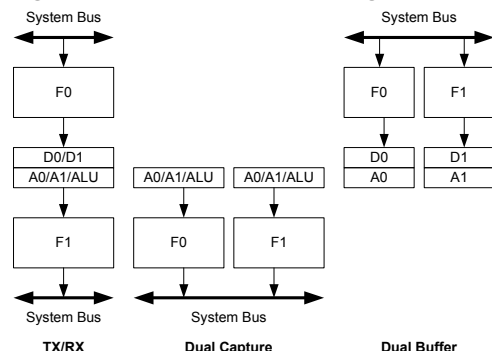 System Bus
System Bus
F0
F0
F1
D0/D1
D0
D1
A0/A1/ALU
A0/A1/ALU
A0/A1/ALU
A0
A1
F1
F0
F1
System Bus
System Bus
TX/RX
Dual Capture
Dual Buffer